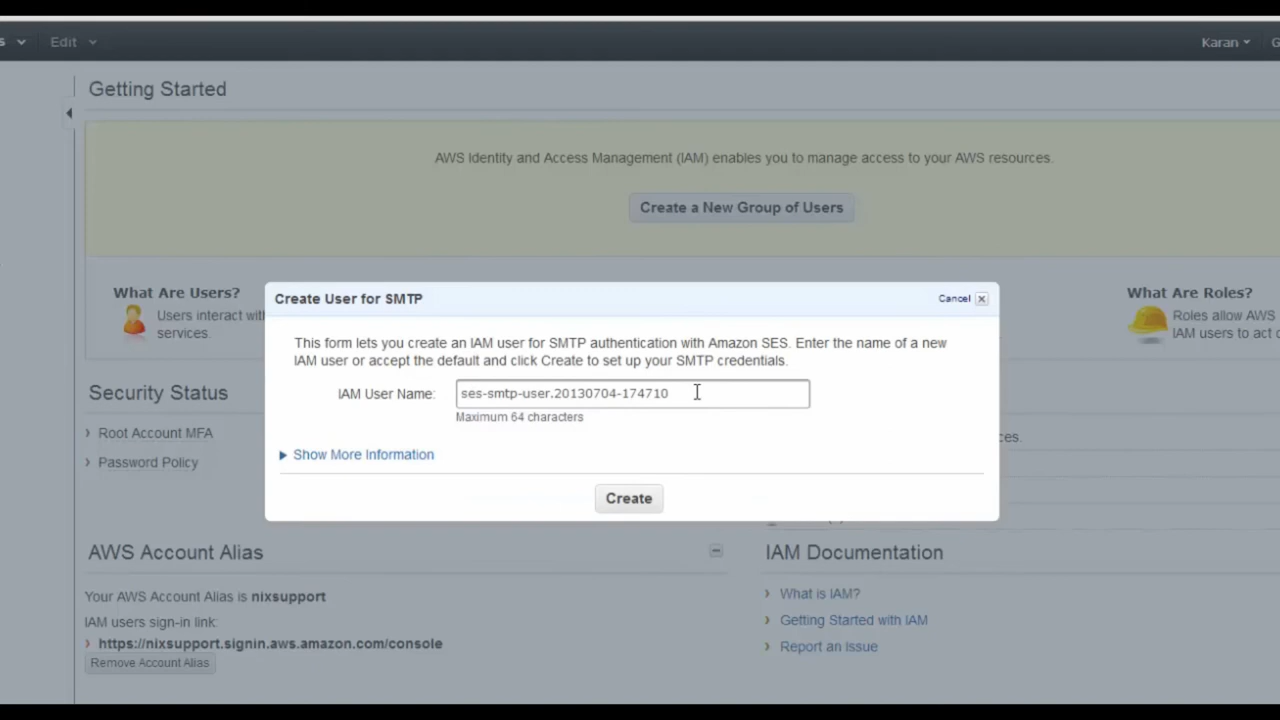 s Edit Karan G
Getting Started
AWS Identity and Access Management (IAM) enables you to manage access to your AWS resources.
Create a New Group of Users
What Are Users?
Users interact with
services.
What Are Roles?
Roles allow AWS
IAM users to act
Create User for SMTP
Cancel
This form lets you create an IAM user for SMTP authentication with Amazon SES. Enter the name of a new
IAM user or accept the default and click Create to set up your SMTP credentials.
IAM User Name: ses-smtp-user.20130704-174710
Maximum 64 characters
Show More Information
Create
Security Status
Root Account MFA
Password Policy
ces.
AWS Account Alias
Your AWS Account Alias is nixsupport
IAM users sign-in link:
https://nixsupport.signin.aws.amazon.com/console
Remove Account Alias
IAM Documentation
What is IAM?
Getting Started with IAM
Report an Issue